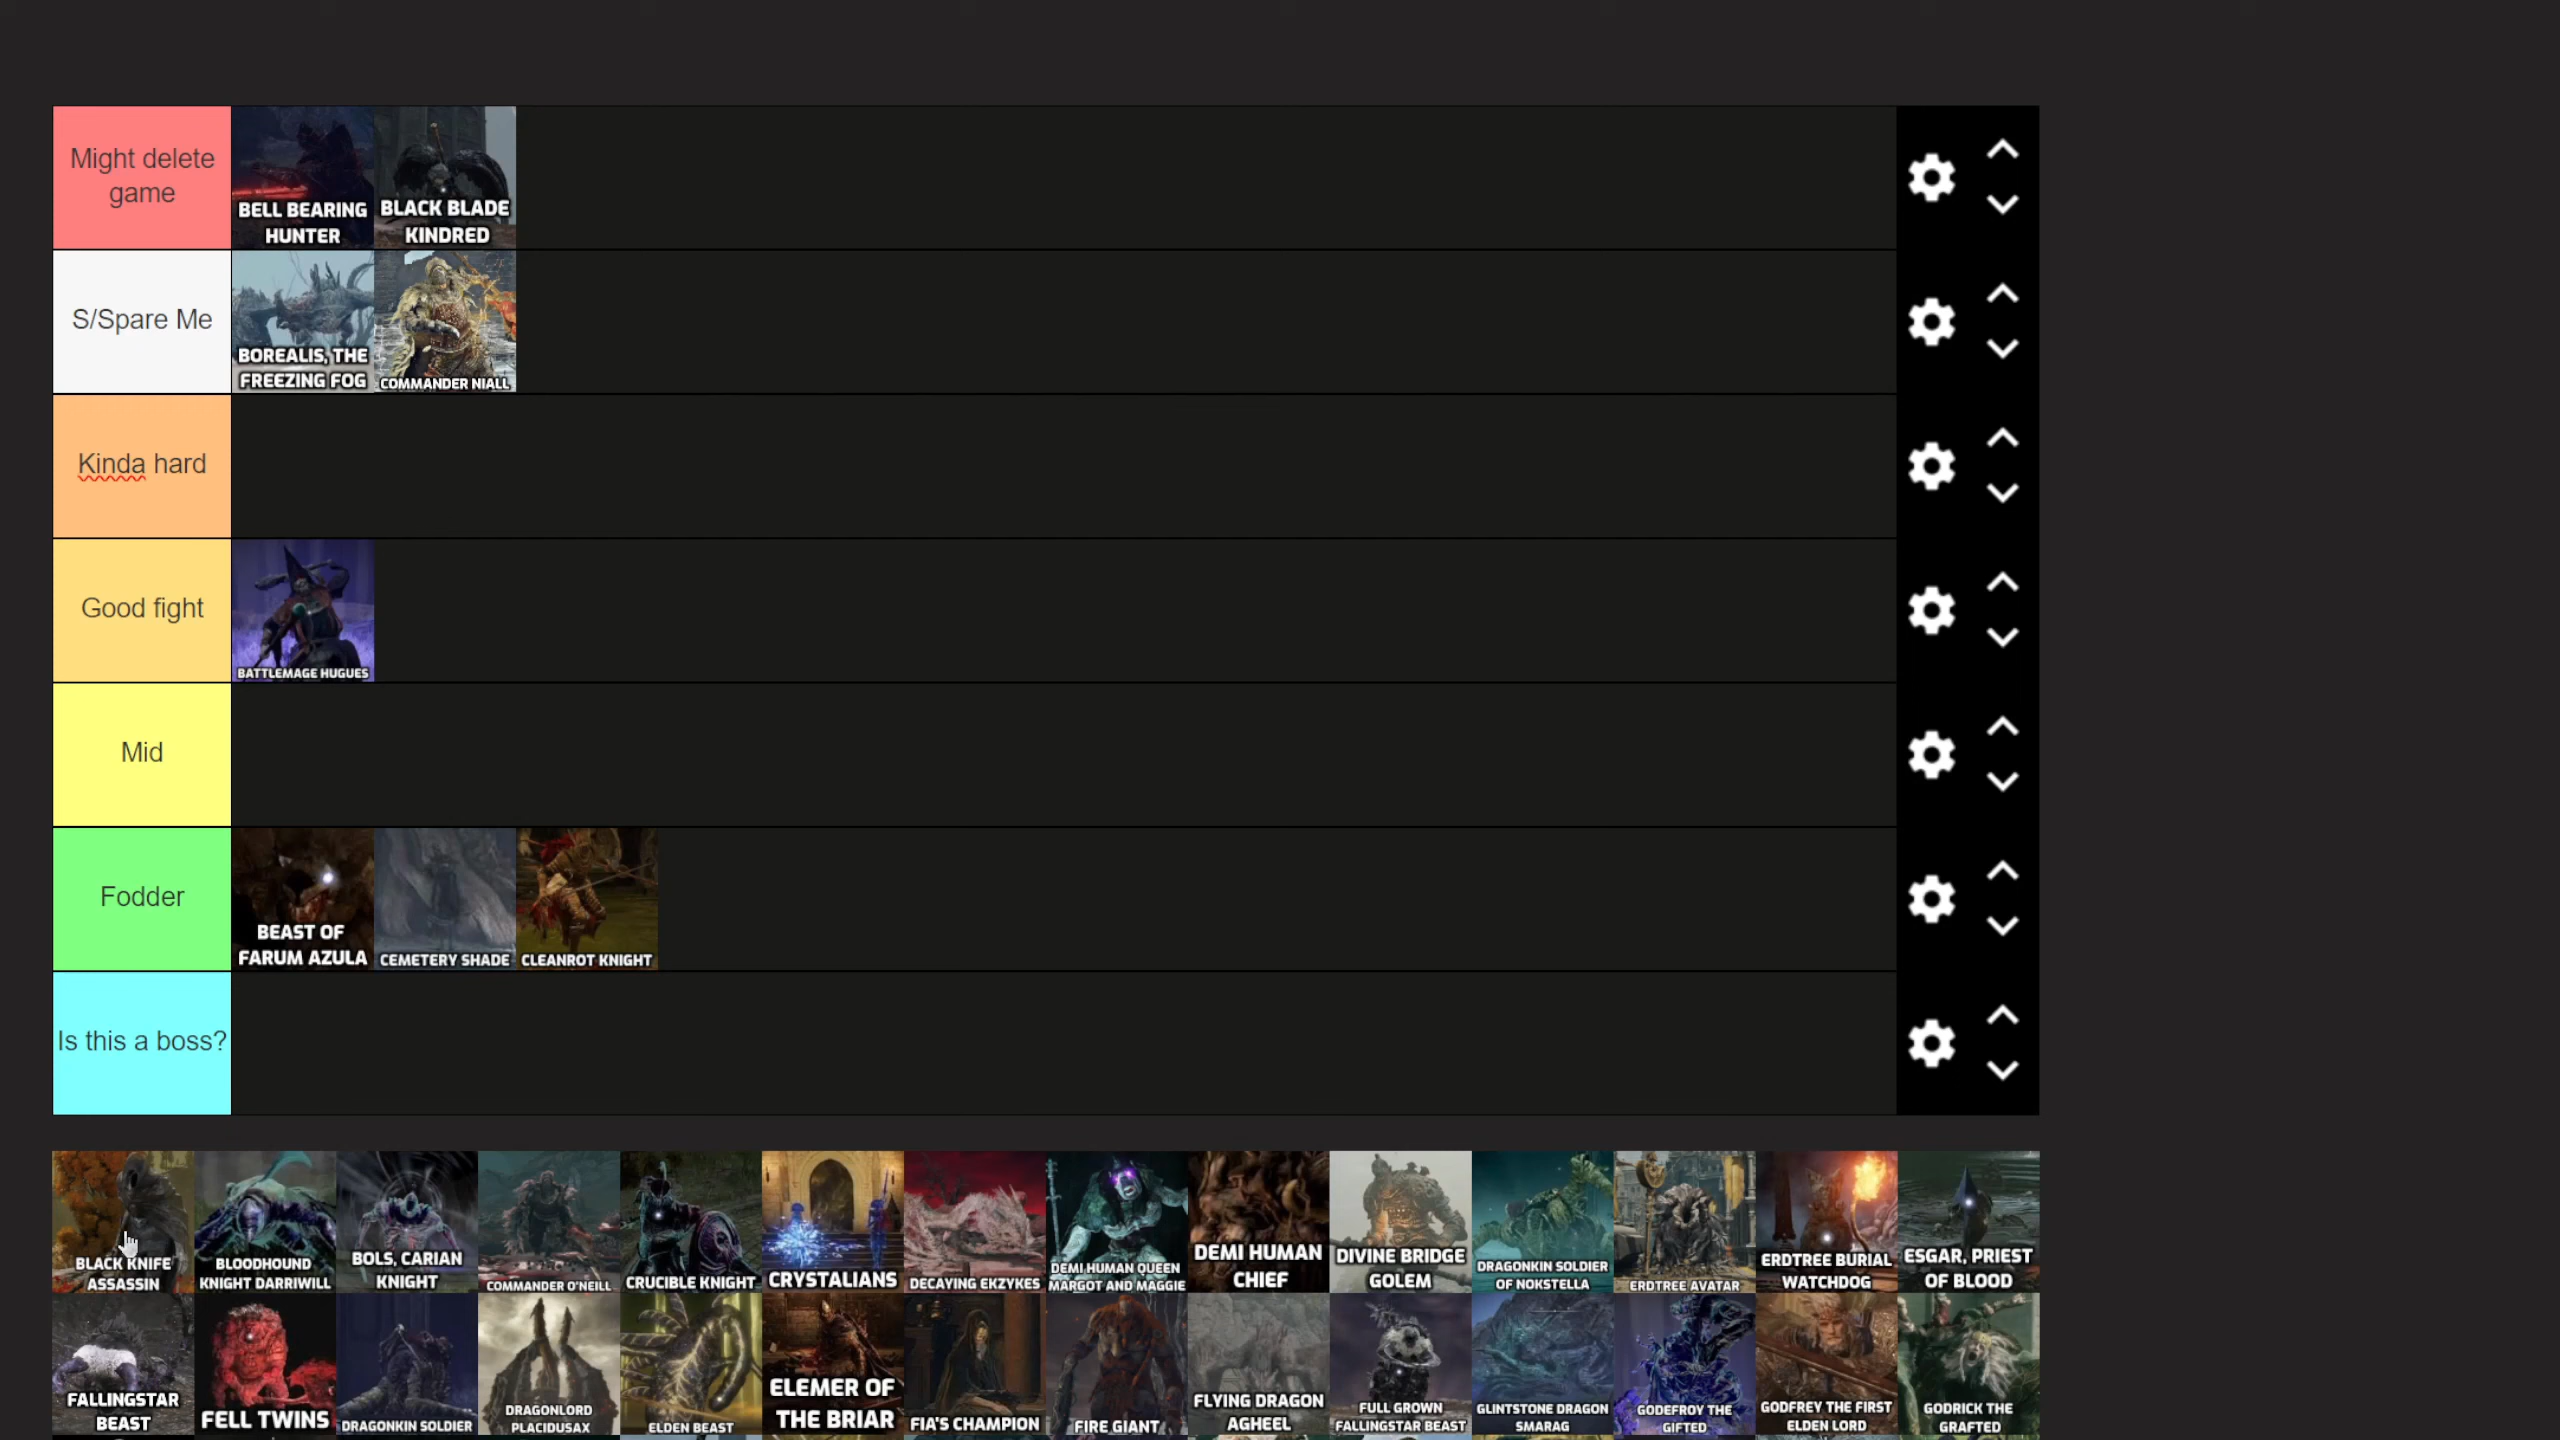 Might delete
game
BELL BEARING
HUNTER
BLACK BLADE
KINDRED
S/Spare Me
BOREALIS, THE
FREEZING FOG
COMMANDER NIALL
Kinda hard
Good fight
BATTLEMAGE HUGUES
Mid
Fodder
BEAST OF
FARUM AZULA
CEMETERY SHADE
CLEANROT KNIGHT
Is this a boss?
BLACK KNIFE
ASSASSIN
BLOODHOUND
KNIGHT DARRIWILL
BOLS, CARIAN
KNIGHT
COMMANDER O'NEILL
CRUCIBLE KNIGHT
CRYSTALIANS
DECAYING EKZYKES
DEMI HUMAN QUEEN
MARGOT AND MAGGIE
DEMI HUMAN
CHIEF
DIVINE BRIDGE
GOLEM
DRAGONKIN SOLDIER
OF NOKSTELLA
ERDTREE AVATAR
ERDTREE BURIAL
WATCHDOG
ESGAR, PRIEST
OF BLOOD
FALLINGSTAR
BEAST
FELL TWINS
DRAGONKIN SOLDIER
DRAGONLORD
PLACIDUSAX
ELDEN BEAST
ELEMER OF
THE BRIAR
FIA'S CHAMPION
FIRE GIANT
FLYING DRAGON
AGHEEL
FULL GROWN
FALLINGSTAR BEAST
GLINTSTONE DRAGON
SMARAG
GODEFROY THE
GIFTED
GODFREY THE FIRST
ELDEN LORD
GODRICK THE
GRAFTED